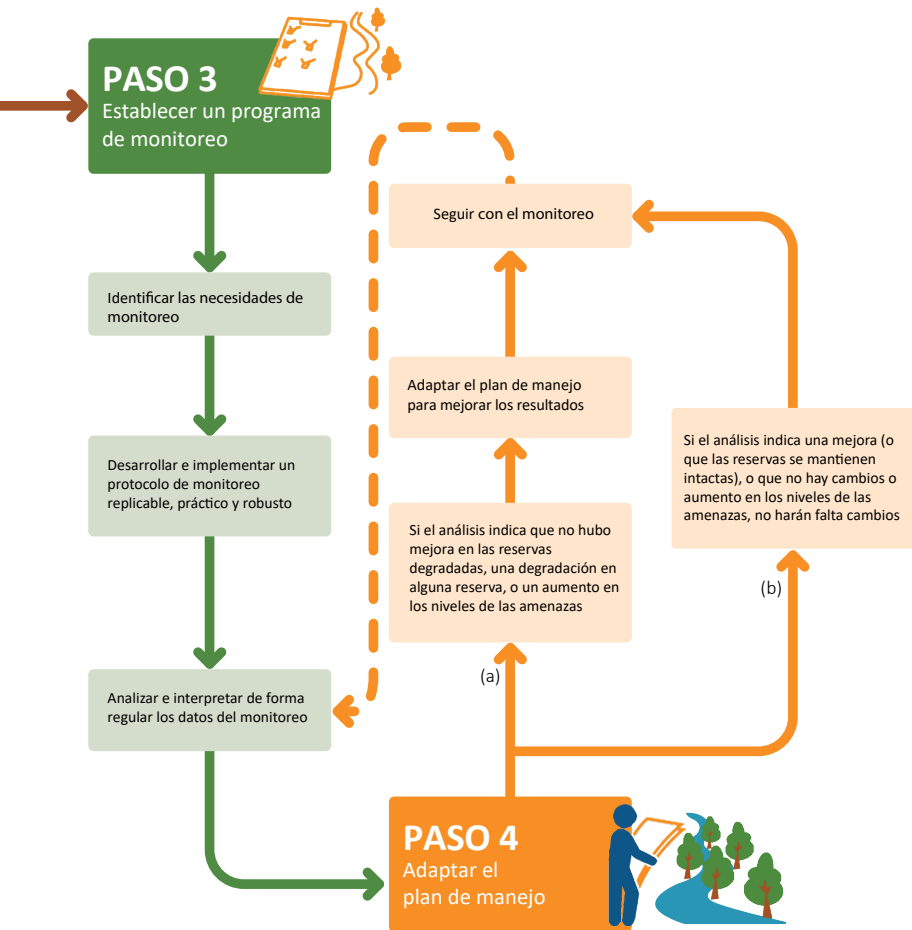 PASO 3
Establecer un programa
de monitoreo
Identificar las necesidades de
monitoreo
Desarrollar e implementar un
protocolo de monitoreo
replicable, práctico y robusto
Analizar e interpretar de forma
regular los datos del monitoreo
PASO 4
Adaptar el
plan de manejo
(a)
Si el análisis indica que no hubo
mejora en las reservas
degradadas, una degradación en
alguna reserva, o un aumento en
los niveles de las amenazas
Adaptar el plan de manejo
para mejorar los resultados
Seguir con el monitoreo
(b)
Si el análisis indica una mejora (o
que las reservas se mantienen
intactas), o que no hay cambios o
aumento en los niveles de las
amenazas, no harán falta cambios